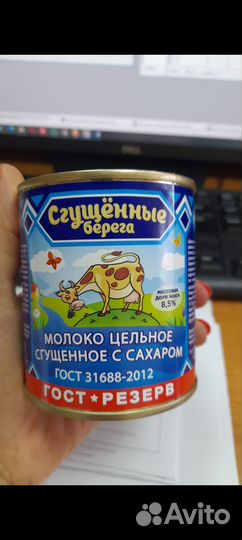 Сгущённые
берега
массовая
доля жира
8,5%
МОЛОКО ЦЕЛЬНОЕ
СГУЩЕННОЕ С САХАРОМ
ГОСТ 31688-2012
ГОСТ★РЕЗЕРВ
Avito